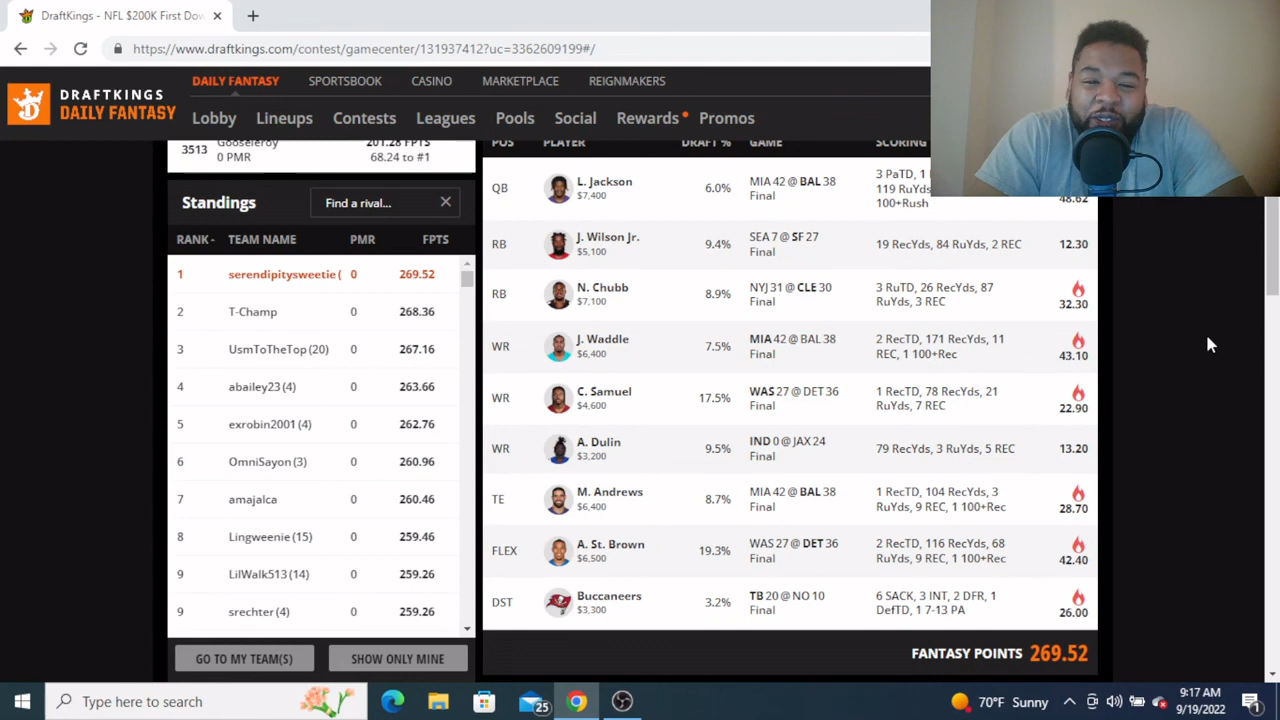 DraftKings - NFL $200K First Dow
https://www.draftkings.com/contest/gamecenter/131937412?uc=3362609199#/
DRAFTKINGS
DAILY FANTASY
DAILY FANTASY SPORTSBOOK CASINO MARKETPLACE REIGNMAKERS
Lobby Lineups Contests Leagues Pools Social Rewards Promos
3513 Gooseleroy 201.28 FPTS
0 PMR 68.24 to #1
Standings Find a rival...
RANK TEAM NAME PMR FPTS
1 serendipitysweetie ( 0 269.52
2 T-Champ 0 268.36
3 UsmToTheTop (20) 0 267.16
4 abailey23 (4) 0 263.66
5 exrobin2001 (4) 0 262.76
6 OmniSayon (3) 0 260.96
7 amajalca 0 260.46
8 Lingweenie (15) 0 259.46
9 LilWalk513 (14) 0 259.26
9 srechter (4) 0 259.26
GO TO MY TEAM(S) SHOW ONLY MINE
POS PLAYER DRAFT % GAME SCORING
QB L. Jackson $7,400 6.0% MIA 42 @ BAL 38 Final 3 PaTD, 1
119 RuYds,
100+Rush 48.62
RB J. Wilson Jr. $5,100 9.4% SEA 7 @ SF 27 Final 19 RecYds, 84 RuYds, 2 REC 12.30
RB N. Chubb $7,100 8.9% NYJ 31 @ CLE 30 Final 3 RuTD, 26 RecYds, 87
RuYds, 3 REC 32.30
WR J. Waddle $6,400 7.5% MIA 42 @ BAL 38 Final 2 RecTD, 171 RecYds, 11
REC, 1 100+Rec 43.10
WR C. Samuel $4,600 17.5% WAS 27 @ DET 36 Final 1 RecTD, 78 RecYds, 21
RuYds, 7 REC 22.90
WR A. Dulin $3,200 9.5% IND 0 @ JAX 24 Final 79 RecYds, 3 RuYds, 5 REC 13.20
TE M. Andrews $6,400 8.7% MIA 42 @ BAL 38 Final 1 RecTD, 104 RecYds, 3
RuYds, 9 REC, 1 100+Rec 28.70
FLEX A. St. Brown $6,500 19.3% WAS 27 @ DET 36 Final 2 RecTD, 116 RecYds, 68
RuYds, 9 REC, 1 100+Rec 42.40
DST Buccaneers $3,300 3.2% TB 20 @ NO 10 Final 6 SACK, 3 INT, 2 DFR, 1
DefTD, 1 7-13 PA 26.00
FANTASY POINTS 269.52
Type here to search 25 70°F Sunny 9:17 AM
9/19/2022 1